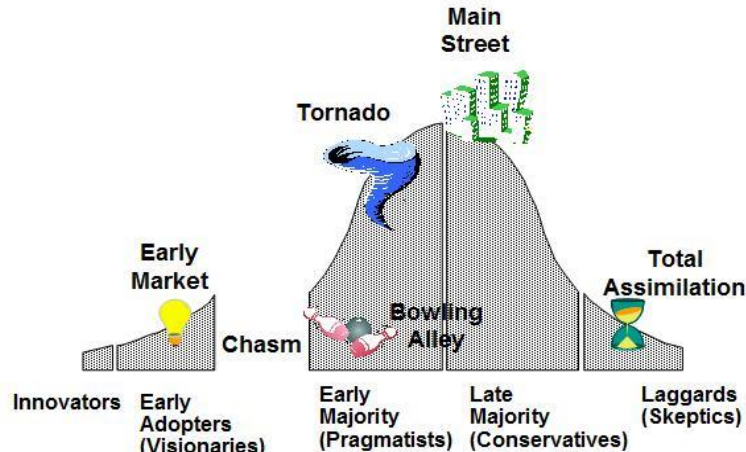 Main
Street
Tornado
Early
Market
Total
Assimilation
Chasm
Bowling
Alley
Innovators
Early
Adopters
(Visionaries)
Early
Majority
(Pragmatists)
Late
Majority
(Conservatives)
Laggards
(Skeptics)